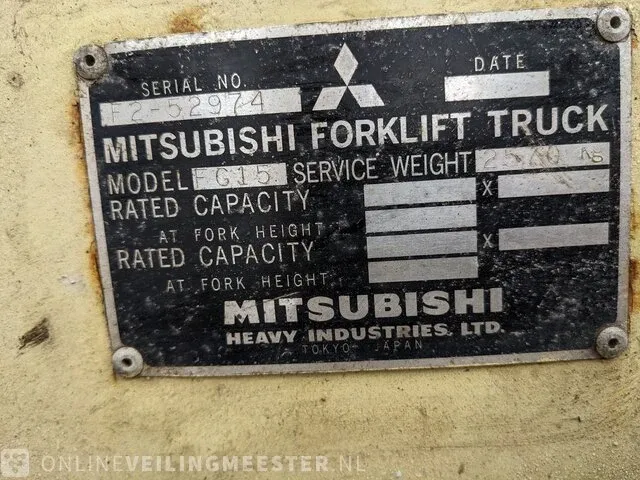 SERIAL NO.
DATE
F2-52974
MITSUBISHI FORKLIFT TRUCK
MODEL FG15 SERVICE WEIGHT KG
RATED CAPACITY X
AT FORK HEIGHT
RATED CAPACITY X
AT FORK HEIGHT
MITSUBISHI
HEAVY INDUSTRIES, LTD.
TOKYO JAPAN
ONLINEVEILINGMEESTER.NL